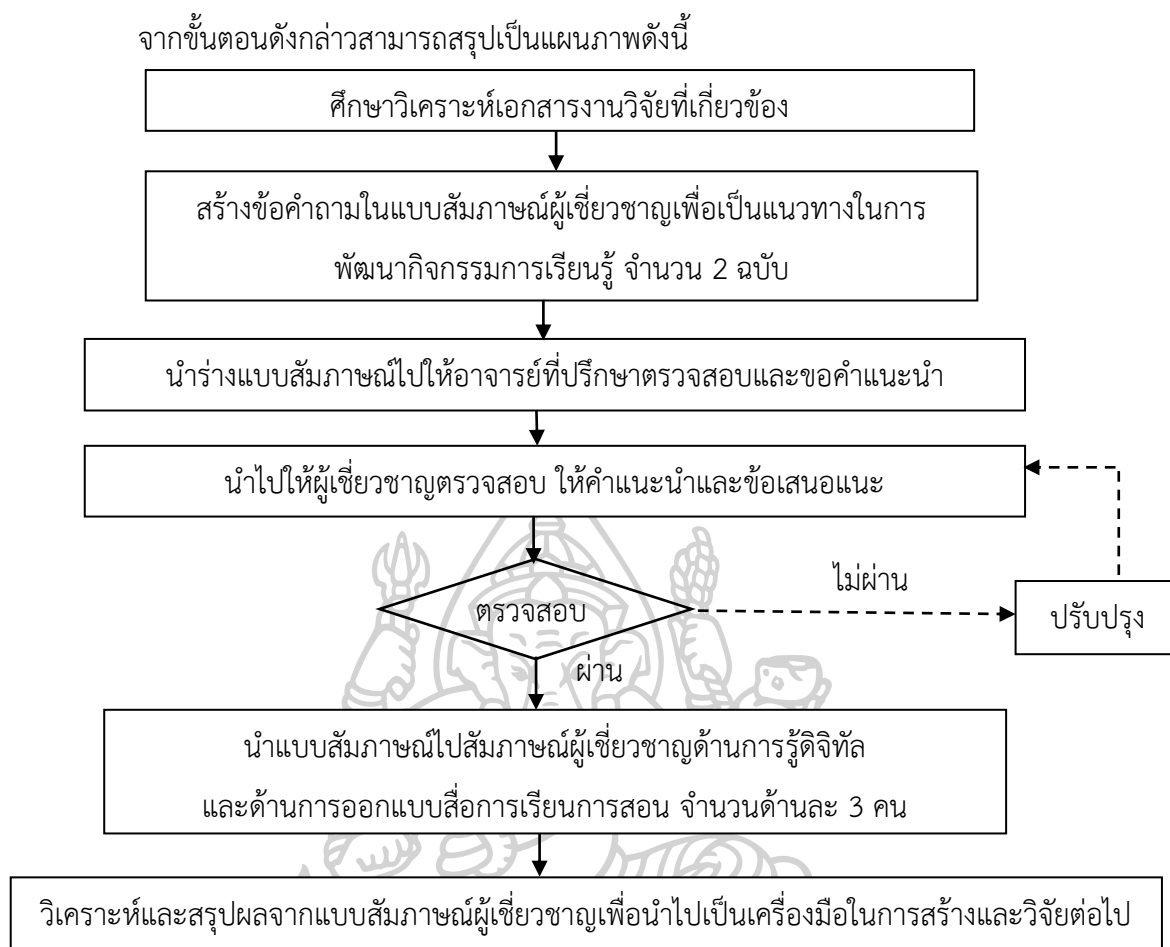 จากขั้นตอนดังกล่าวสามารถสรุปเป็นแผนภาพดังนี้
ศึกษาวิเคราะห์เอกสารงานวิจัยที่เกี่ยวข้อง
สร้างข้อคำถามในแบบสัมภาษณ์ผู้เชี่ยวชาญเพื่อเป็นแนวทางในการ
พัฒนากิจกรรมการเรียนรู้ จำนวน 2 ฉบับ
นำร่างแบบสัมภาษณ์ไปให้อาจารย์ที่ปรึกษาตรวจสอบและขอคำแนะนำ
นำไปให้ผู้เชี่ยวชาญตรวจสอบ ให้คำแนะนำและข้อเสนอแนะ
ไม่ผ่าน
ตรวจสอบ
ปรับปรุง
ผ่าน
นำแบบสัมภาษณ์ไปสัมภาษณ์ผู้เชี่ยวชาญด้านการรู้ดิจิทัล
และด้านการออกแบบสื่อการเรียนการสอน จำนวนด้านละ 3 คน
วิเคราะห์และสรุปผลจากแบบสัมภาษณ์ผู้เชี่ยวชาญเพื่อนำไปเป็นเครื่องมือในการสร้างและวิจัยต่อไป